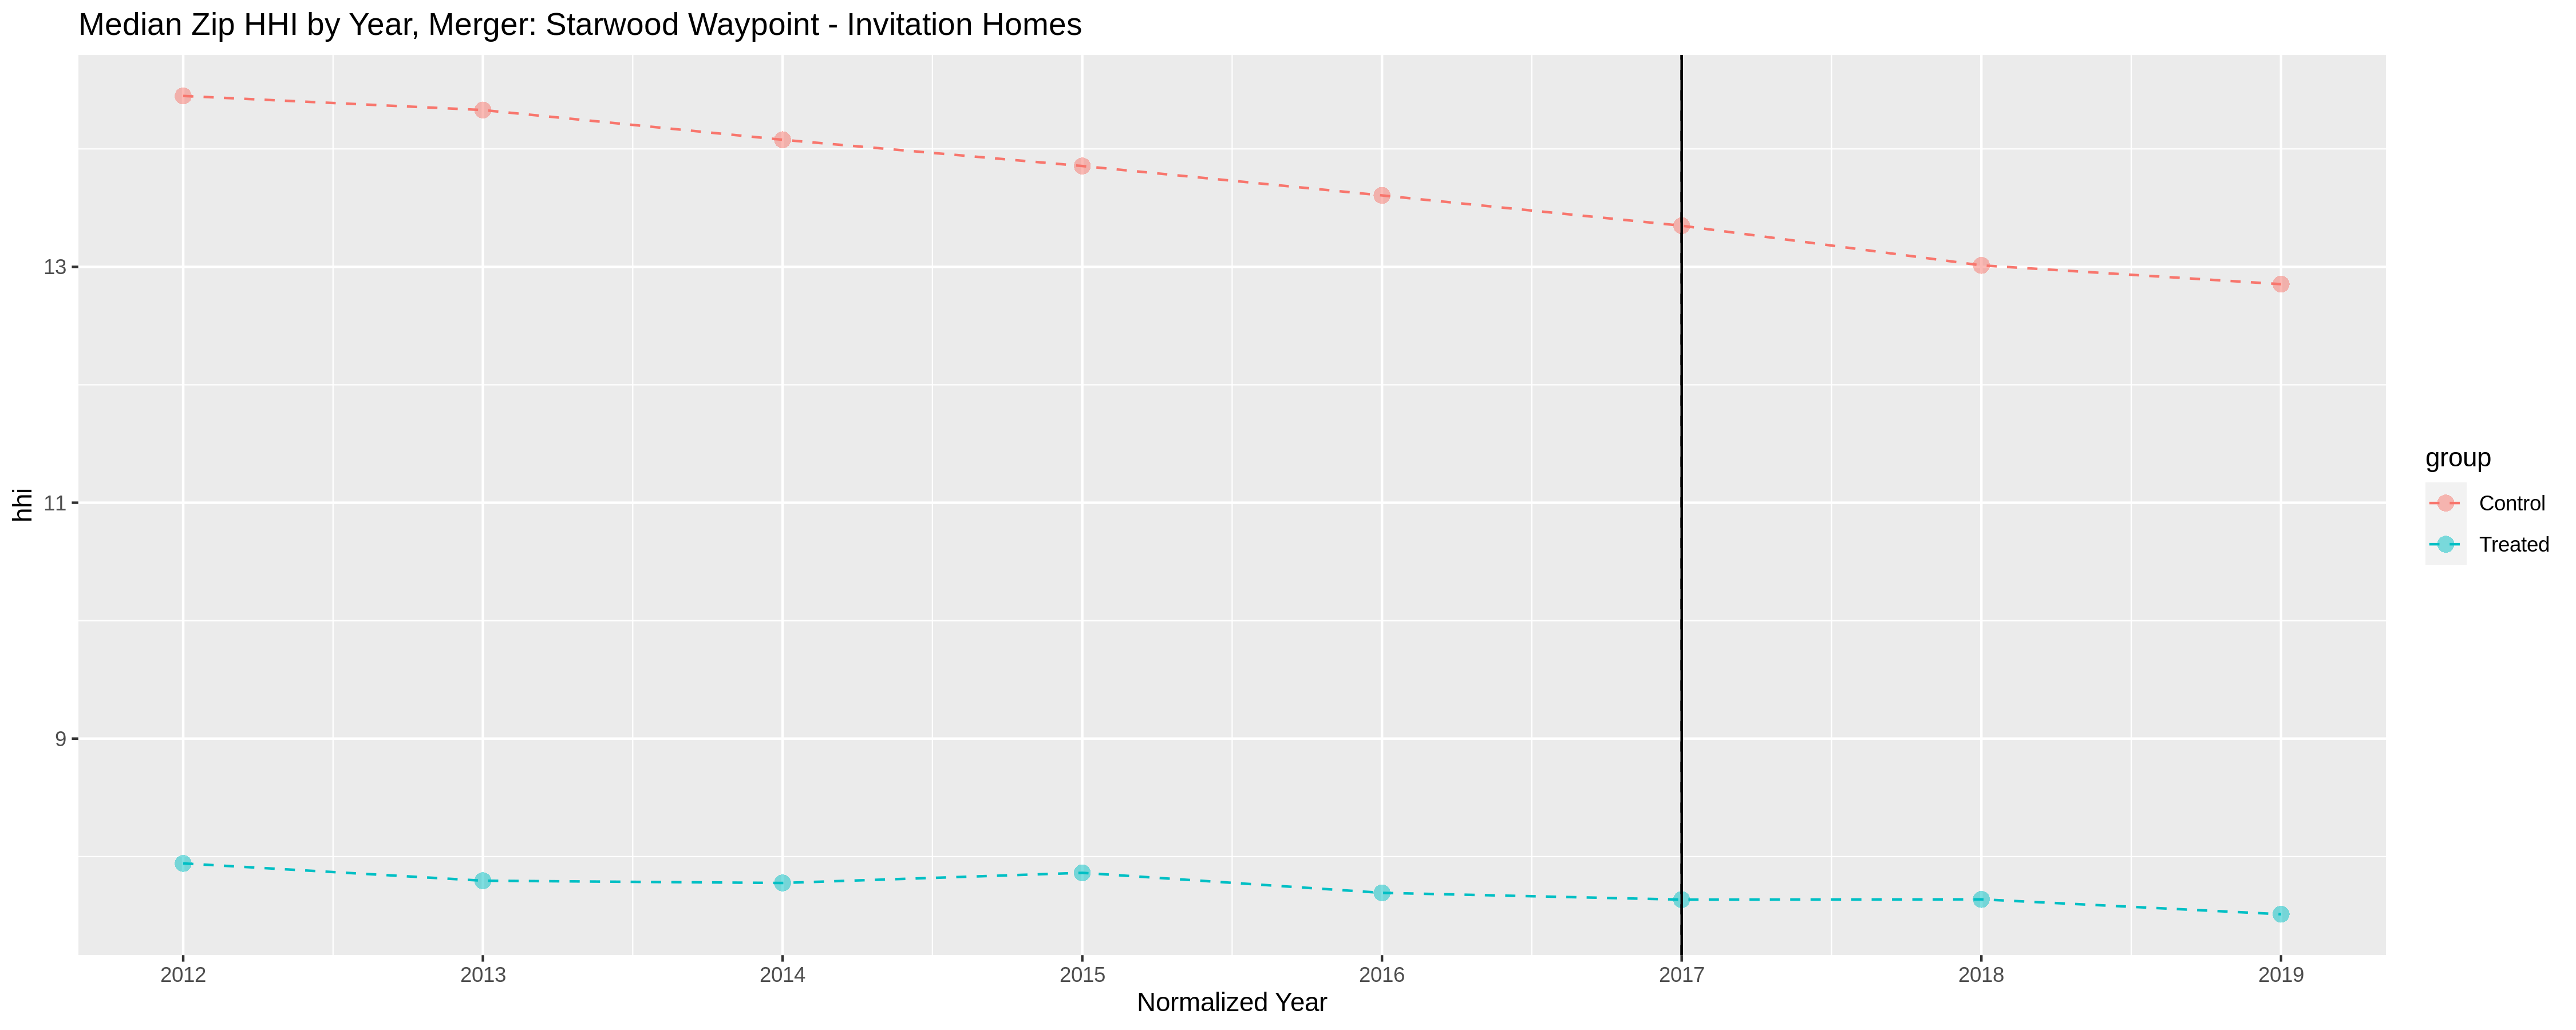 Median Zip HHI by Year, Merger: Starwood Waypoint - Invitation Homes
hhi
13
11
9
2012 2013 2014 2015 2016 2017 2018 2019
Normalized Year
group
Control
Treated